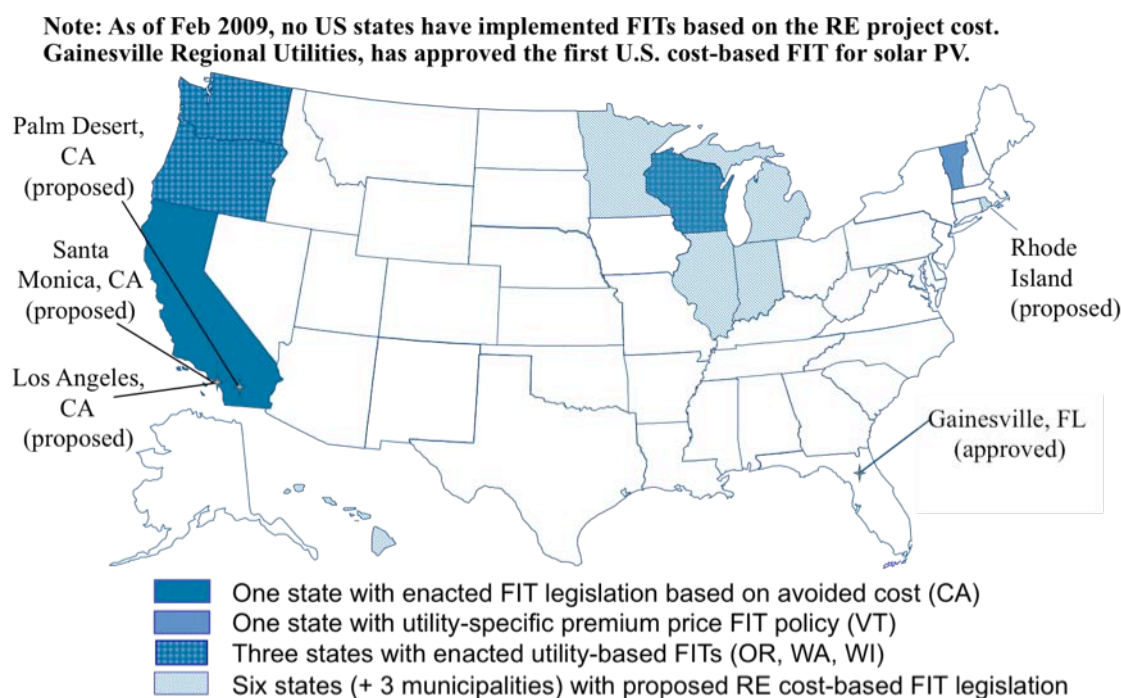 Note: As of Feb 2009, no US states have implemented FITs based on the RE project cost.
Gainesville Regional Utilities, has approved the first U.S. cost-based FIT for solar PV.
Palm Desert,
CA
(proposed)
Santa
Monica, CA
(proposed)
Los Angeles,
CA
(proposed)
Rhode
Island
(proposed)
Gainesville, FL
(approved)
One state with enacted FIT legislation based on avoided cost (CA)
One state with utility-specific premium price FIT policy (VT)
Three states with enacted utility-based FITs (OR, WA, WI)
Six states (+ 3 municipalities) with proposed RE cost-based FIT legislation